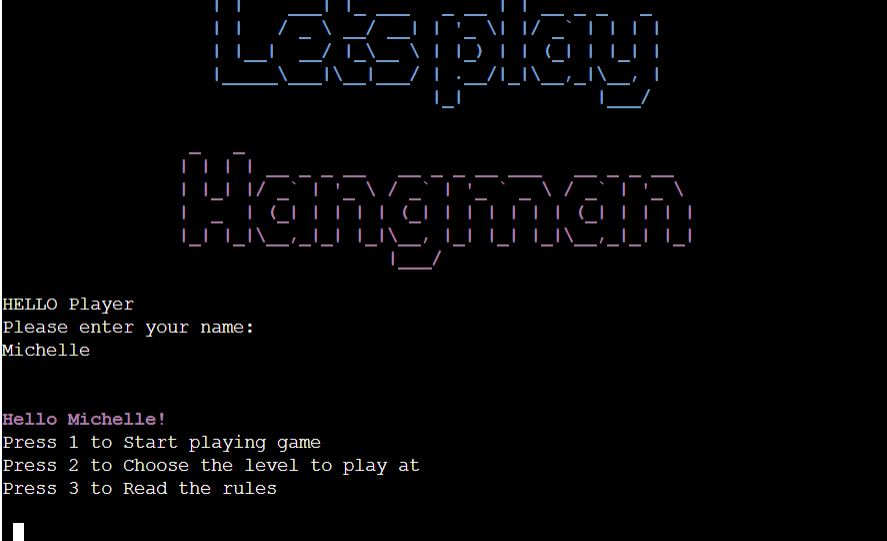 Lets play
Hangman
HELLO Player
Please enter your name:
Michelle
Hello Michelle!
Press 1 to Start playing game
Press 2 to Choose the level to play at
Press 3 to Read the rules